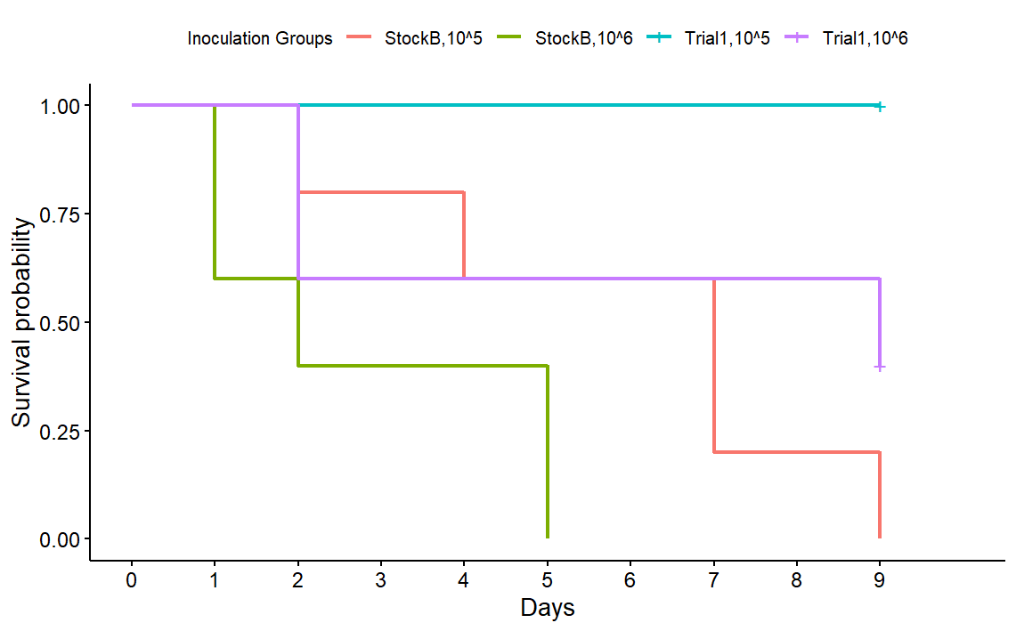 Inoculation Groups StockB,10^5 StockB,10^6 Trial1,10^5 Trial1,10^6
1.00
0.75
0.50
0.25
0.00
Survival probability
0 1 2 3 4 5 6 7 8 9
Days